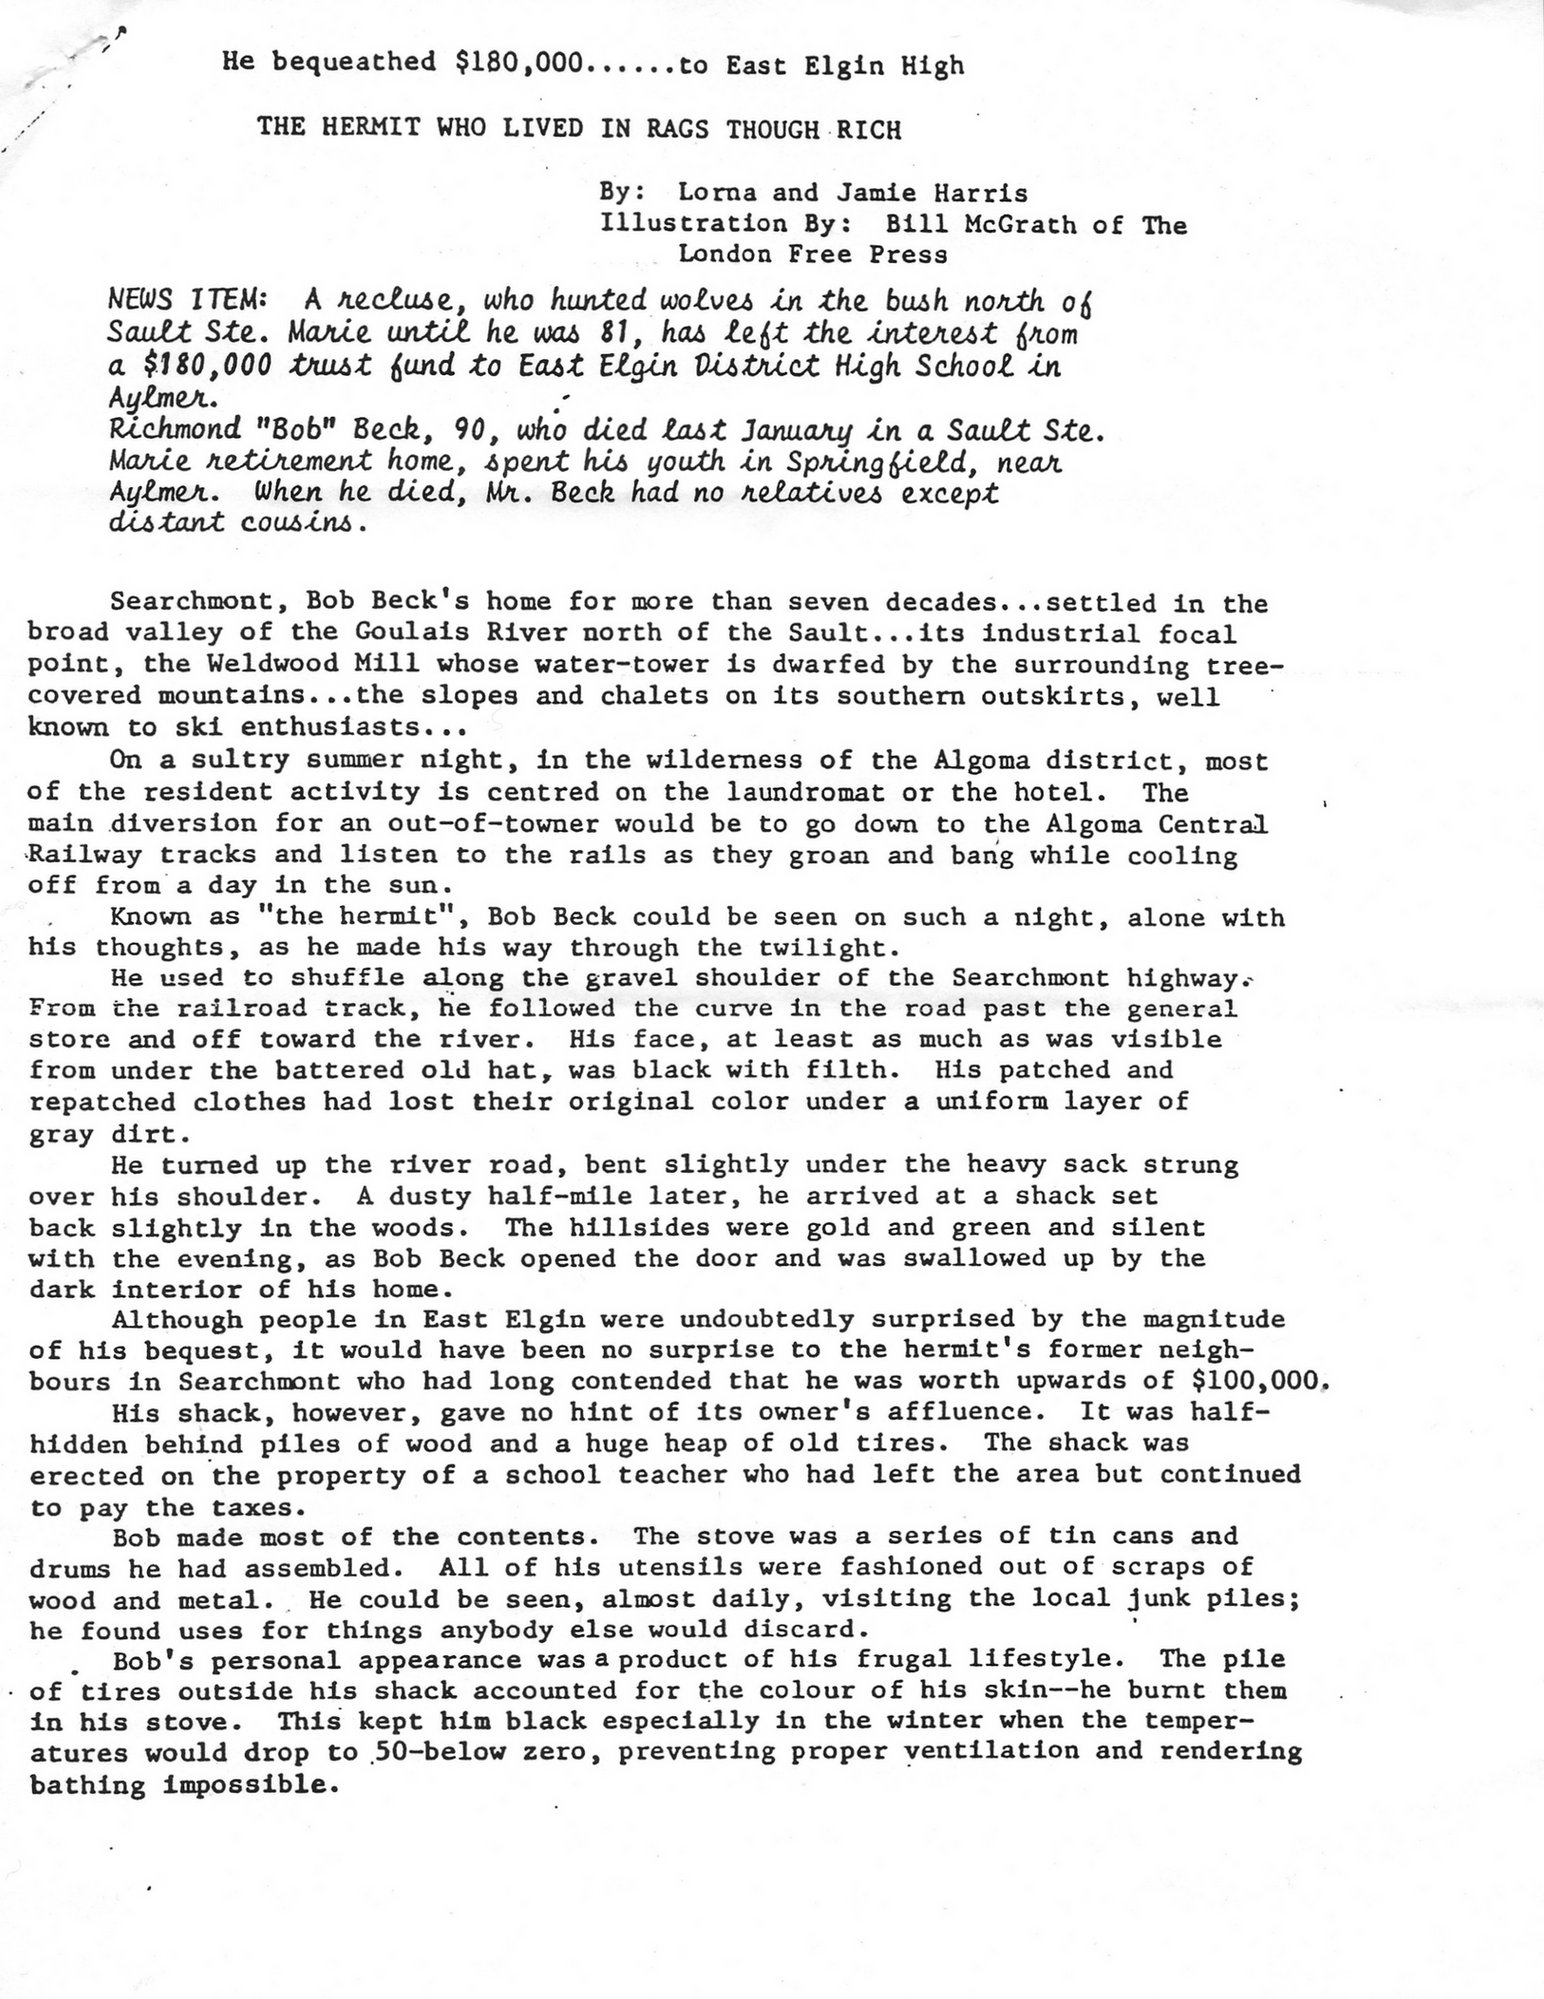 He bequeathed $180,000......to East Elgin High
THE HERMIT WHO LIVED IN RAGS THOUGH RICH
By: Lorna and Jamie Harris
Illustration By: Bill McGrath of The
London Free Press
NEWS ITEM: A recluse, who hunted wolves in the bush north of
Sault Ste. Marie until he was 81, has left the interest from
a $180,000 trust fund to East Elgin District High School in
Aylmer.
Richmond "Bob" Beck, 90, who died last January in a Sault Ste.
Marie retirement home, spent his youth in Springfield, near
Aylmer. When he died, Mr. Beck had no relatives except
distant cousins.
Searchmont, Bob Beck's home for more than seven decades...settled in the
broad valley of the Goulais River north of the Sault...its industrial focal
point, the Weldwood Mill whose water-tower is dwarfed by the surrounding tree-
covered mountains...the slopes and chalets on its southern outskirts, well
known to ski enthusiasts...
On a sultry summer night, in the wilderness of the Algoma district, most
of the resident activity is centred on the laundromat or the hotel. The
main diversion for an out-of-towner would be to go down to the Algoma Central
Railway tracks and listen to the rails as they groan and bang while cooling
off from a day in the sun.
Known as "the hermit", Bob Beck could be seen on such a night, alone with
his thoughts, as he made his way through the twilight.
He used to shuffle along the gravel shoulder of the Searchmont highway.
From the railroad track, he followed the curve in the road past the general
store and off toward the river. His face, at least as much as was visible
from under the battered old hat, was black with filth. His patched and
repatched clothes had lost their original color under a uniform layer of
gray dirt.
He turned up the river road, bent slightly under the heavy sack strung
over his shoulder. A dusty half-mile later, he arrived at a shack set
back slightly in the woods. The hillsides were gold and green and silent
with the evening, as Bob Beck opened the door and was swallowed up by the
dark interior of his home.
Although people in East Elgin were undoubtedly surprised by the magnitude
of his bequest, it would have been no surprise to the hermit's former neigh-
bours in Searchmont who had long contended that he was worth upwards of $100,000.
His shack, however, gave no hint of its owner's affluence. It was half-
hidden behind piles of wood and a huge heap of old tires. The shack was
erected on the property of a school teacher who had left the area but continued
to pay the taxes.
Bob made most of the contents. The stove was a series of tin cans and
drums he had assembled. All of his utensils were fashioned out of scraps of
wood and metal. He could be seen, almost daily, visiting the local junk piles;
he found uses for things anybody else would discard.
Bob's personal appearance was a product of his frugal lifestyle. The pile
of tires outside his shack accounted for the colour of his skin--he burnt them
in his stove. This kept him black especially in the winter when the temper-
atures would drop to 50-below zero, preventing proper ventilation and rendering
bathing impossible.